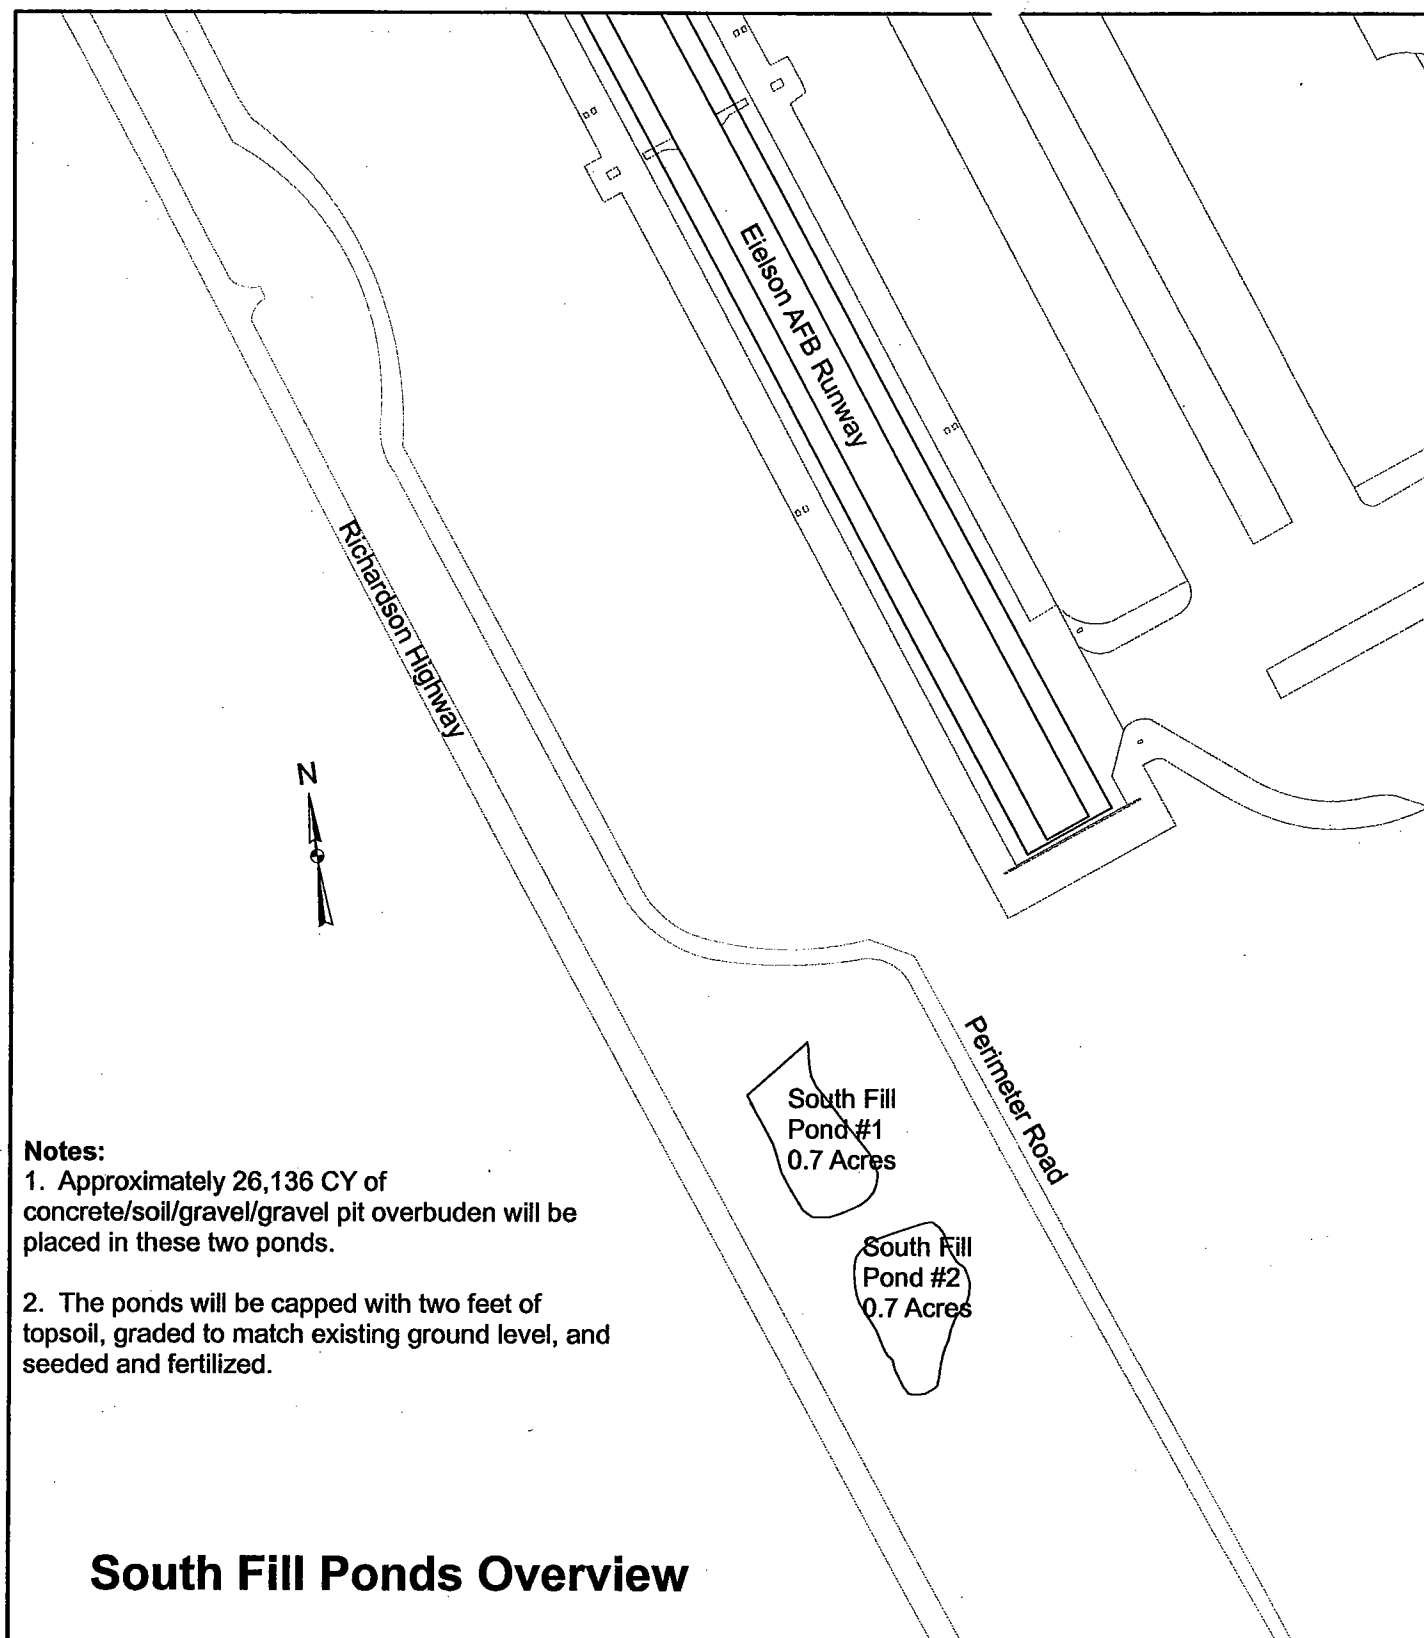 Eielson AFB Runway
Richardson Highway
N
Perimeter Road
South Fill
Pond #1
0.7 Acres
South Fill
Pond #2
0.7 Acres
Notes:
1. Approximately 26,136 CY of
concrete/soil/gravel/gravel pit overbuden will be
placed in these two ponds.
2. The ponds will be capped with two feet of
topsoil, graded to match existing ground level, and
seeded and fertilized.
South Fill Ponds Overview